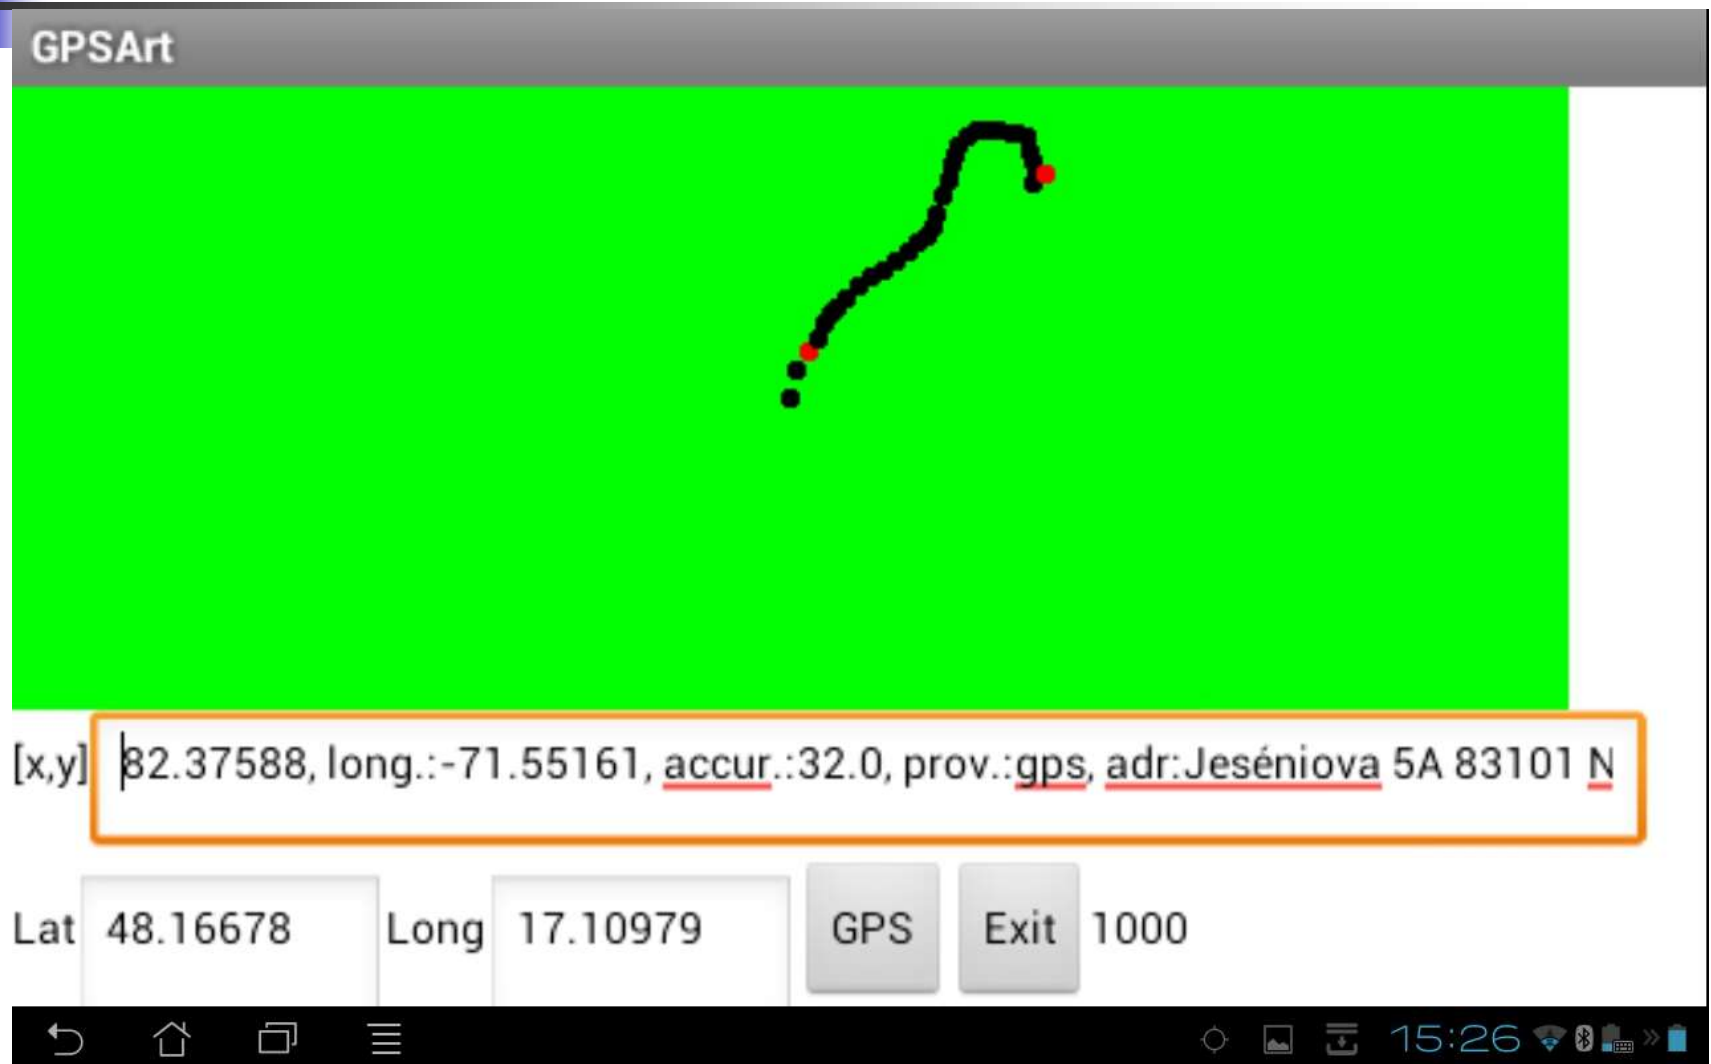 GPSArt
[x,y] 82.37588, long.:-71.55161, accur.:32.0, prov.:gps, adr:Jeséniova 5A 83101 N
Lat 48.16678 Long 17.10979 GPS Exit 1000
15:26